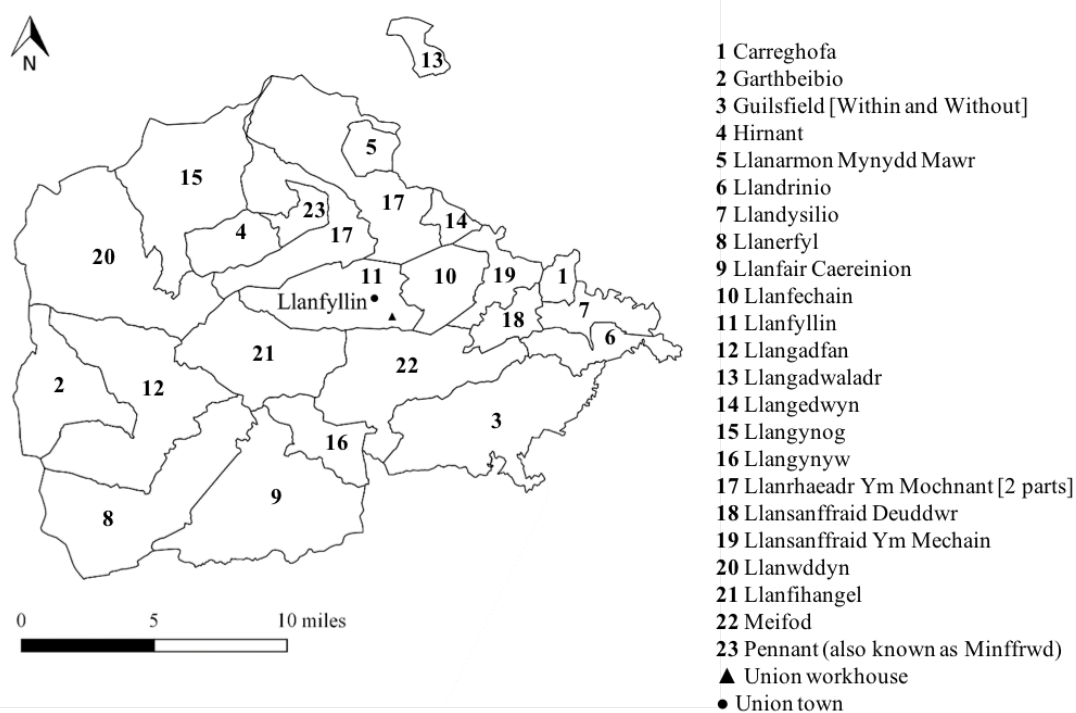 N
13
5
15
23
17
14
4
17
20
11
10
19
1
Llanfyllin
18
7
6
21
22
2
12
3
16
9
8
0 5 10 miles
1 Carreghofa
2 Garthbeibio
3 Guilsfield [Within and Without]
4 Hirnant
5 Llanarmon Mynydd Mawr
6 Llandrinio
7 Llandysilio
8 Llanerfyl
9 Llanfair Caereinion
10 Llanfechain
11 Llanfyllin
12 Llangadfan
13 Llangadwaladr
14 Llangedwyn
15 Llangynog
16 Llangynyw
17 Llanrhaeadr Ym Mochnant [2 parts]
18 Llansanffraid Deuddwr
19 Llansanffraid Ym Mechain
20 Llanwddyn
21 Llanfihangel
22 Meifod
23 Pennant (also known as Minffrwd)
▲ Union workhouse
● Union town